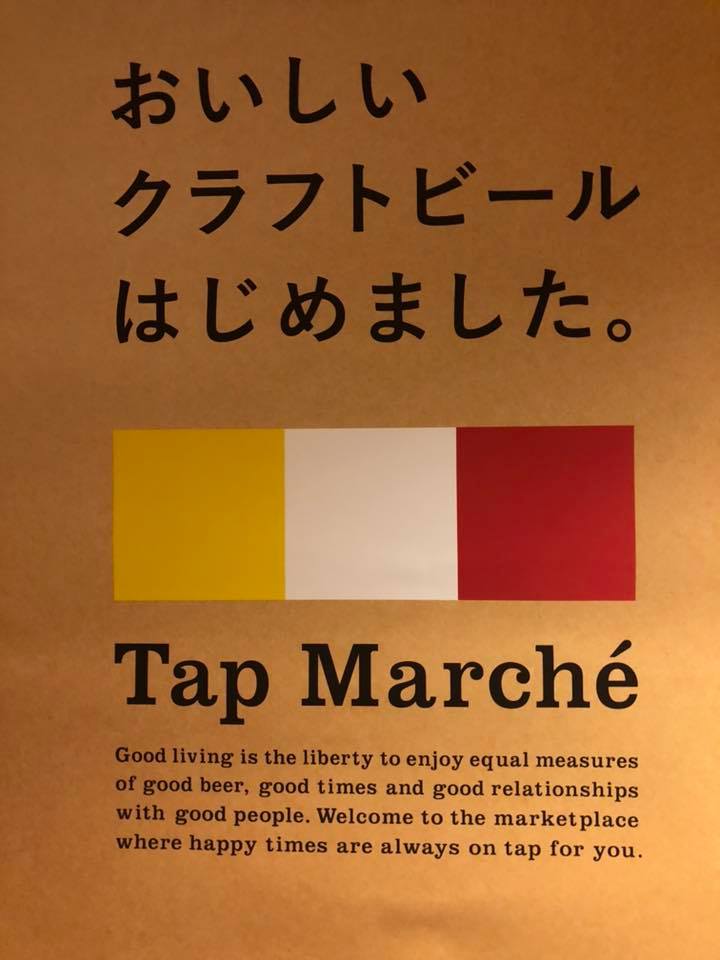 おいしい
クラフトビール
はじめました。
Tap Marché
Good living is the liberty to enjoy equal measures
of good beer, good times and good relationships
with good people. Welcome to the marketplace
where happy times are always on tap for you.